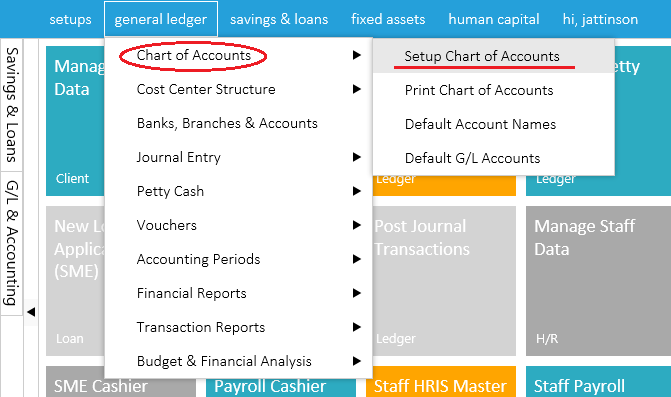 setups general ledger savings & loans fixed assets human capital hi, jattinson
Savings & Loans
G/L & Accounting
Chart of Accounts
Cost Center Structure
Banks, Branches & Accounts
Journal Entry
Petty Cash
Vouchers
Accounting Periods
Financial Reports
Transaction Reports
Budget & Financial Analysis
Setup Chart of Accounts
Print Chart of Accounts
Default Account Names
Default G/L Accounts
Data
Client
Ledger
etty
Ledger
New
(SME)
Loan
Post Journal
Transactions
Ledger
Manage Staff
Data
H/R
SME Cashier
Payroll Cashier
Staff HRIS Master
Staff Payroll